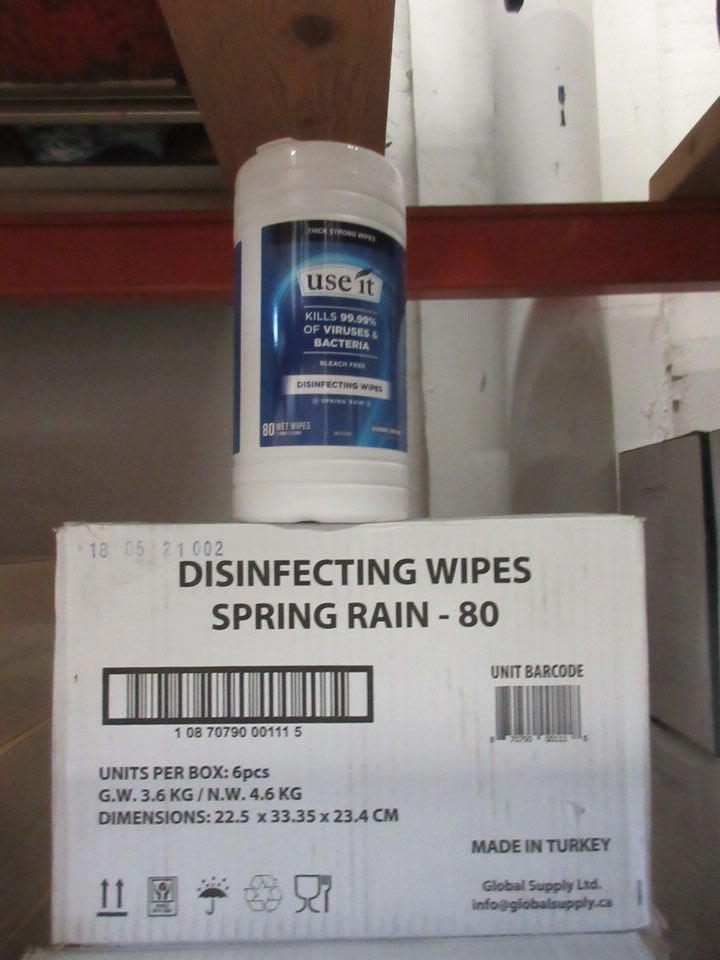 THICK STRONG WIPES
use it
KILLS 99.99%
OF VIRUSES &
BACTERIA
BLEACH FREE
DISINFECTING WIPES
SPRING RAIN
80 WET WIPES
18 05 21 002
DISINFECTING WIPES
SPRING RAIN - 80
UNIT BARCODE
1 08 70790 00111 5
UNITS PER BOX: 6pcs
G.W. 3.6 KG / N.W. 4.6 KG
DIMENSIONS: 22.5 x 33.35 x 23.4 CM
MADE IN TURKEY
Global Supply Ltd.
info@globalsupply.ca